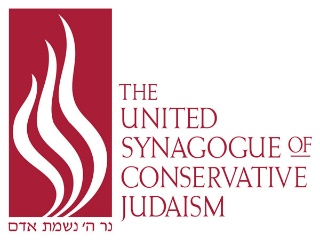 THE
UNITED
SYNAGOGUE OF
CONSERVATIVE
JUDAISM
נר ה׳ נשמת אדם